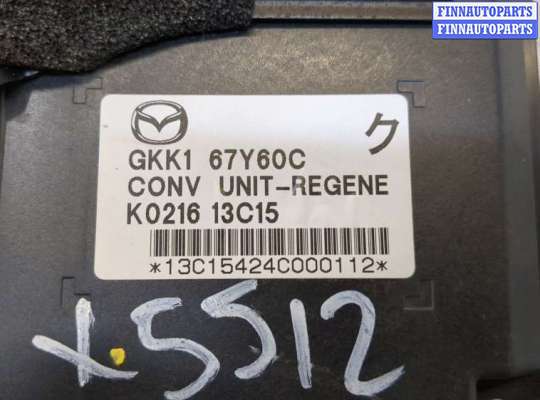 FINNAUTOPARTS
FINNAUTOPARTS
ク
GKK1 67Y60C
CONV UNIT-REGENE
K0216 13C15
*13C15424C000112*
x.5512